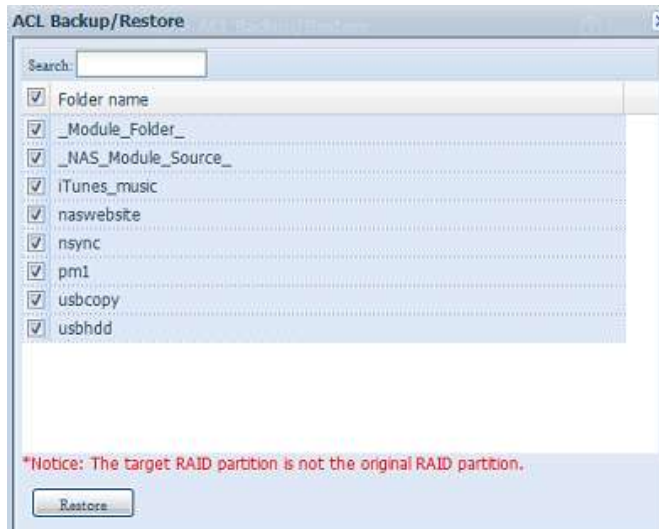 ACL Backup/Restore
Search:
Folder name
_Module_Folder_
_NAS_Module_Source_
iTunes_music
naswebsite
nsync
pm1
usbcopy
usbhdd
*Notice: The target RAID partition is not the original RAID partition.
Restore